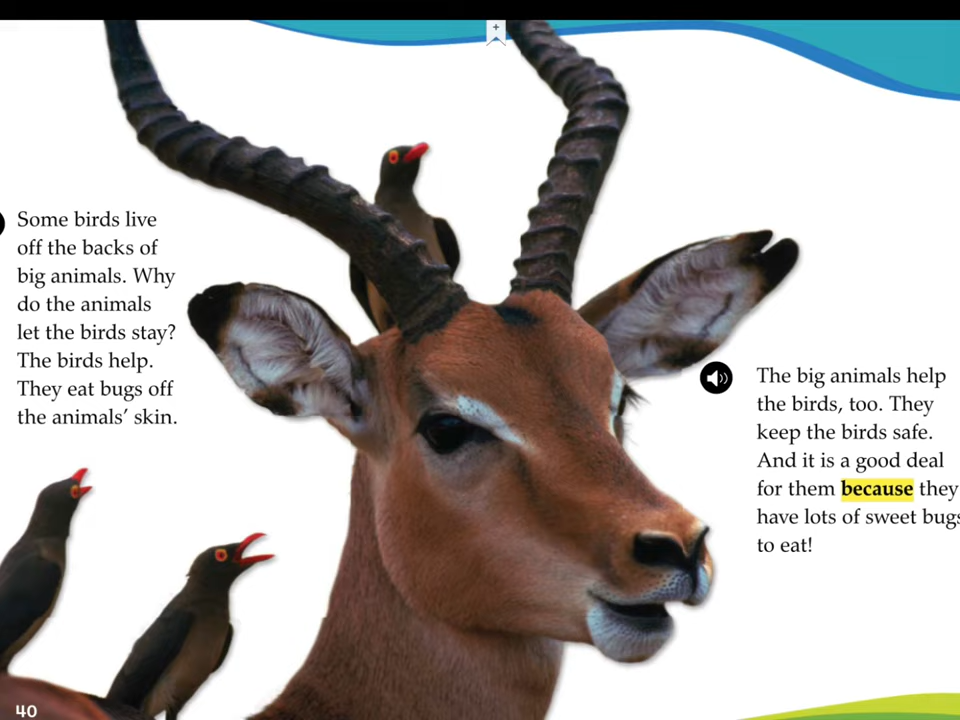 Some birds live
off the backs of
big animals. Why
do the animals
let the birds stay?
The birds help.
They eat bugs off
the animals’ skin.
The big animals help
the birds, too. They
keep the birds safe.
And it is a good deal
for them because they
have lots of sweet bugs
to eat!
40